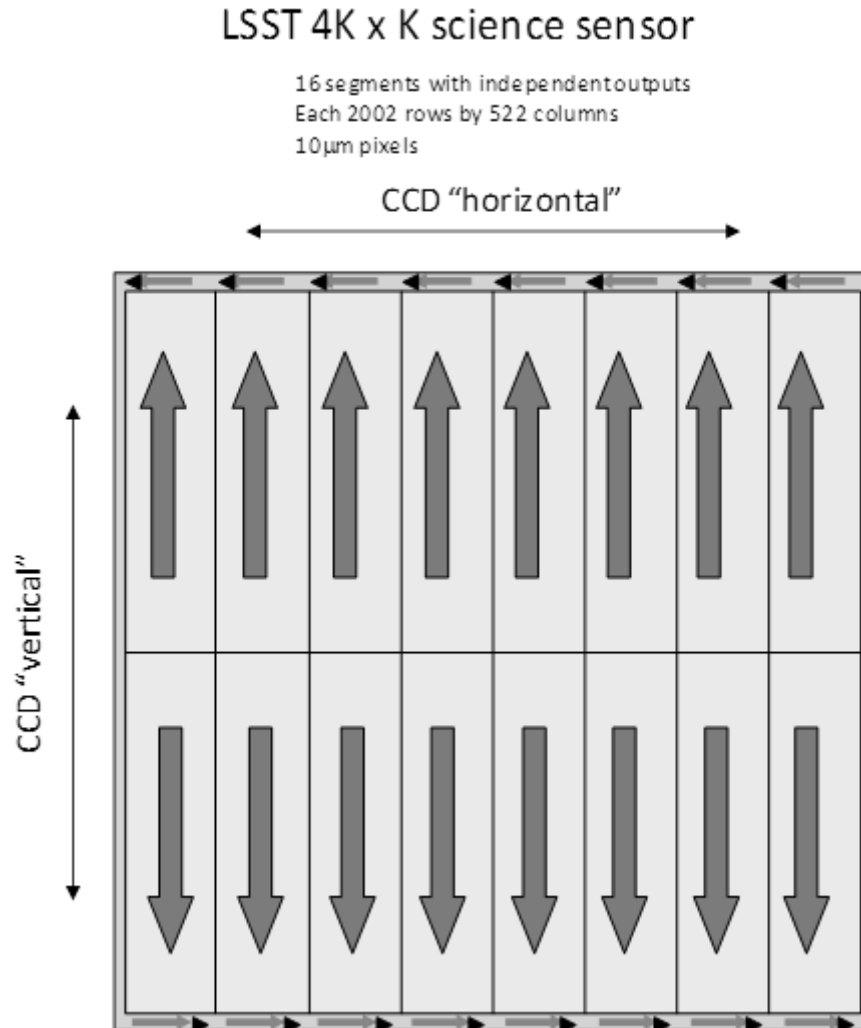 LSST 4K x K science sensor
16 segments with independent outputs
Each 2002 rows by 522 columns
10µm pixels
CCD “horizontal”
CCD “vertical”